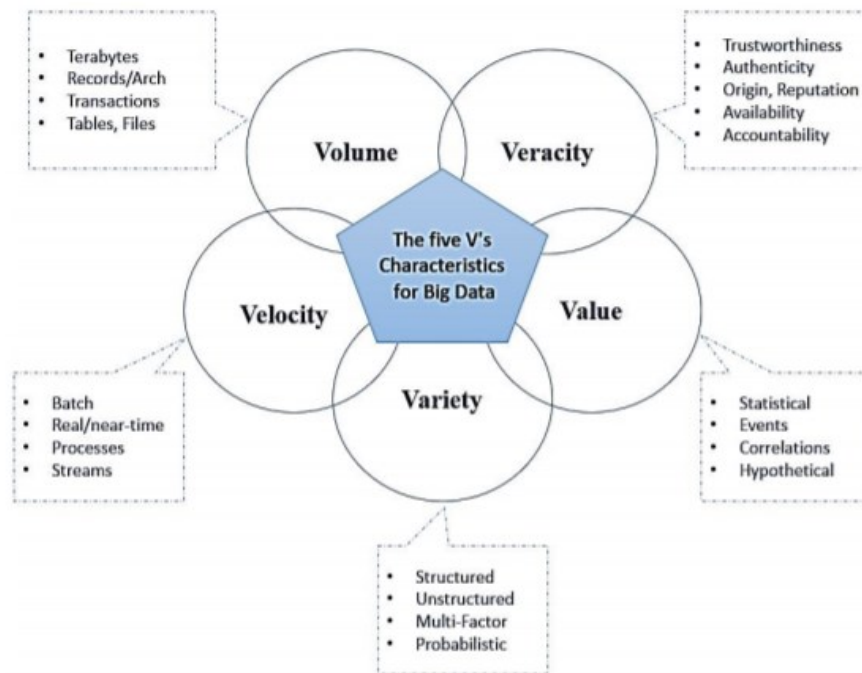 Terabytes
Records/Arch
Transactions
Tables, Files
Trustworthiness
Authenticity
Origin, Reputation
Availability
Accountability
Volume
Veracity
The five V's
Characteristics
for Big Data
Velocity
Value
Variety
Batch
Real/near-time
Processes
Streams
Statistical
Events
Correlations
Hypothetical
Structured
Unstructured
Multi-Factor
Probabilistic